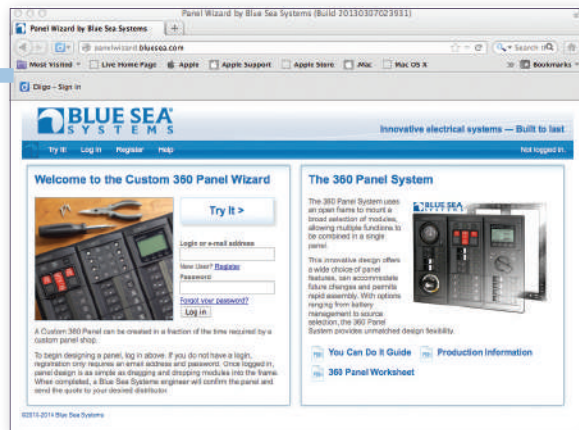 Panel Wizard by Blue Sea Systems (Build 20130307023931)
Panel Wizard by Blue Sea Systems
panelwizard.bluesea.com
Search
Most Visited
Live Home Page
Apple
Apple Support
Apple Store
.Mac
Mac OS X
Bookmarks
Diigo - Sign In
BLUE SEA
SYSTEMS
Innovative electrical systems — Built to last
Try It!
Log in
Register
Help
Not logged in.
Welcome to the Custom 360 Panel Wizard
Try It >
Login or e-mail address
New User? Register
Password
Forgot your password?
Log in
A Custom 360 Panel can be created in a fraction of the time required by a
custom panel shop.
To begin designing a panel, log in above. If you do not have a login,
registration only requires an email address and password. Once logged in,
panel design is as simple as dragging and dropping modules into the frame.
When completed, a Blue Sea Systems engineer will confirm the panel and
send the quote to your desired distributor.
The 360 Panel System
The 360 Panel System uses
an open frame to mount a
broad selection of modules,
allowing multiple functions to
be combined in a single
panel.
This innovative design offers
a wide choice of panel
features, can accommodate
future changes and permits
rapid assembly. With options
ranging from battery
management to source
selection, the 360 Panel
System provides unmatched design flexibility.
BLUE SEA
You Can Do It Guide
Production Information
360 Panel Worksheet
©2010-2014 Blue Sea Systems